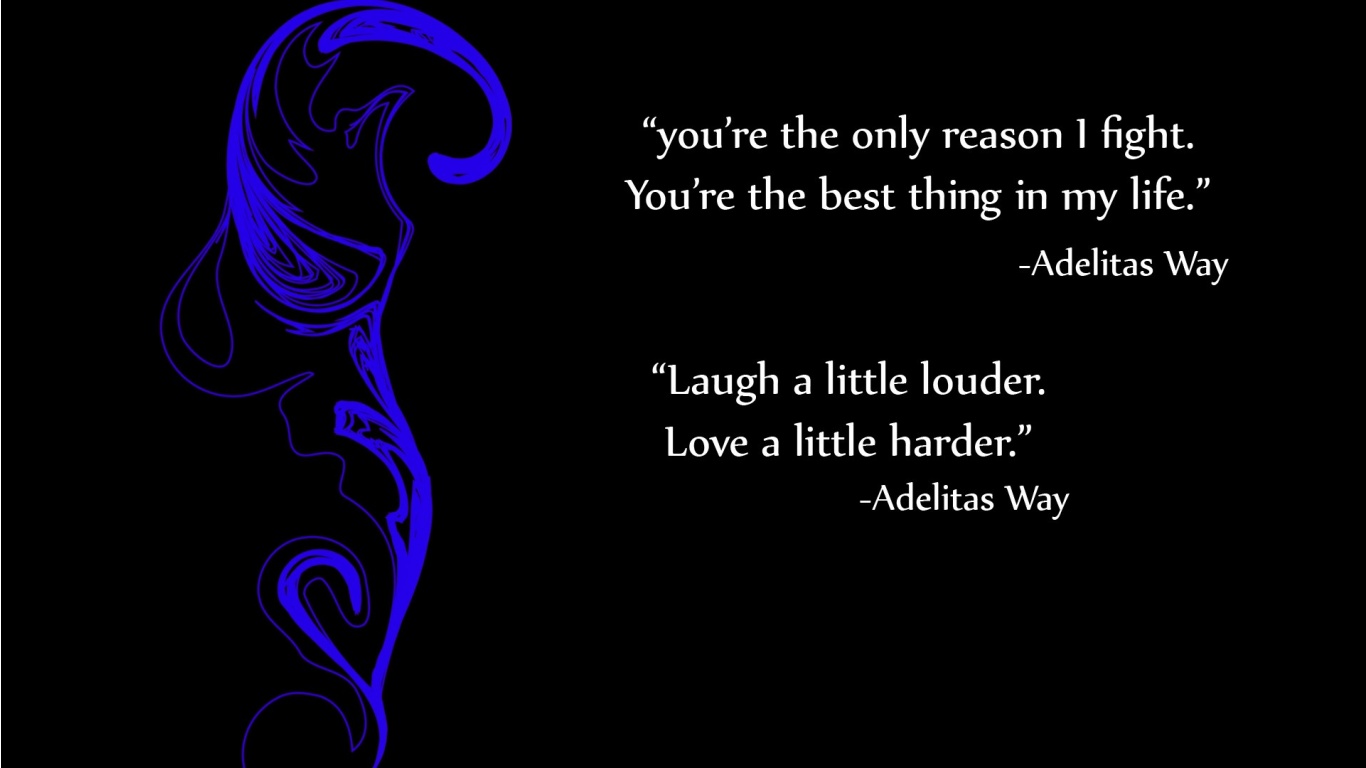 “you’re the only reason I fight.
You’re the best thing in my life.”
-Adelitas Way
“Laugh a little louder.
Love a little harder.”
-Adelitas Way